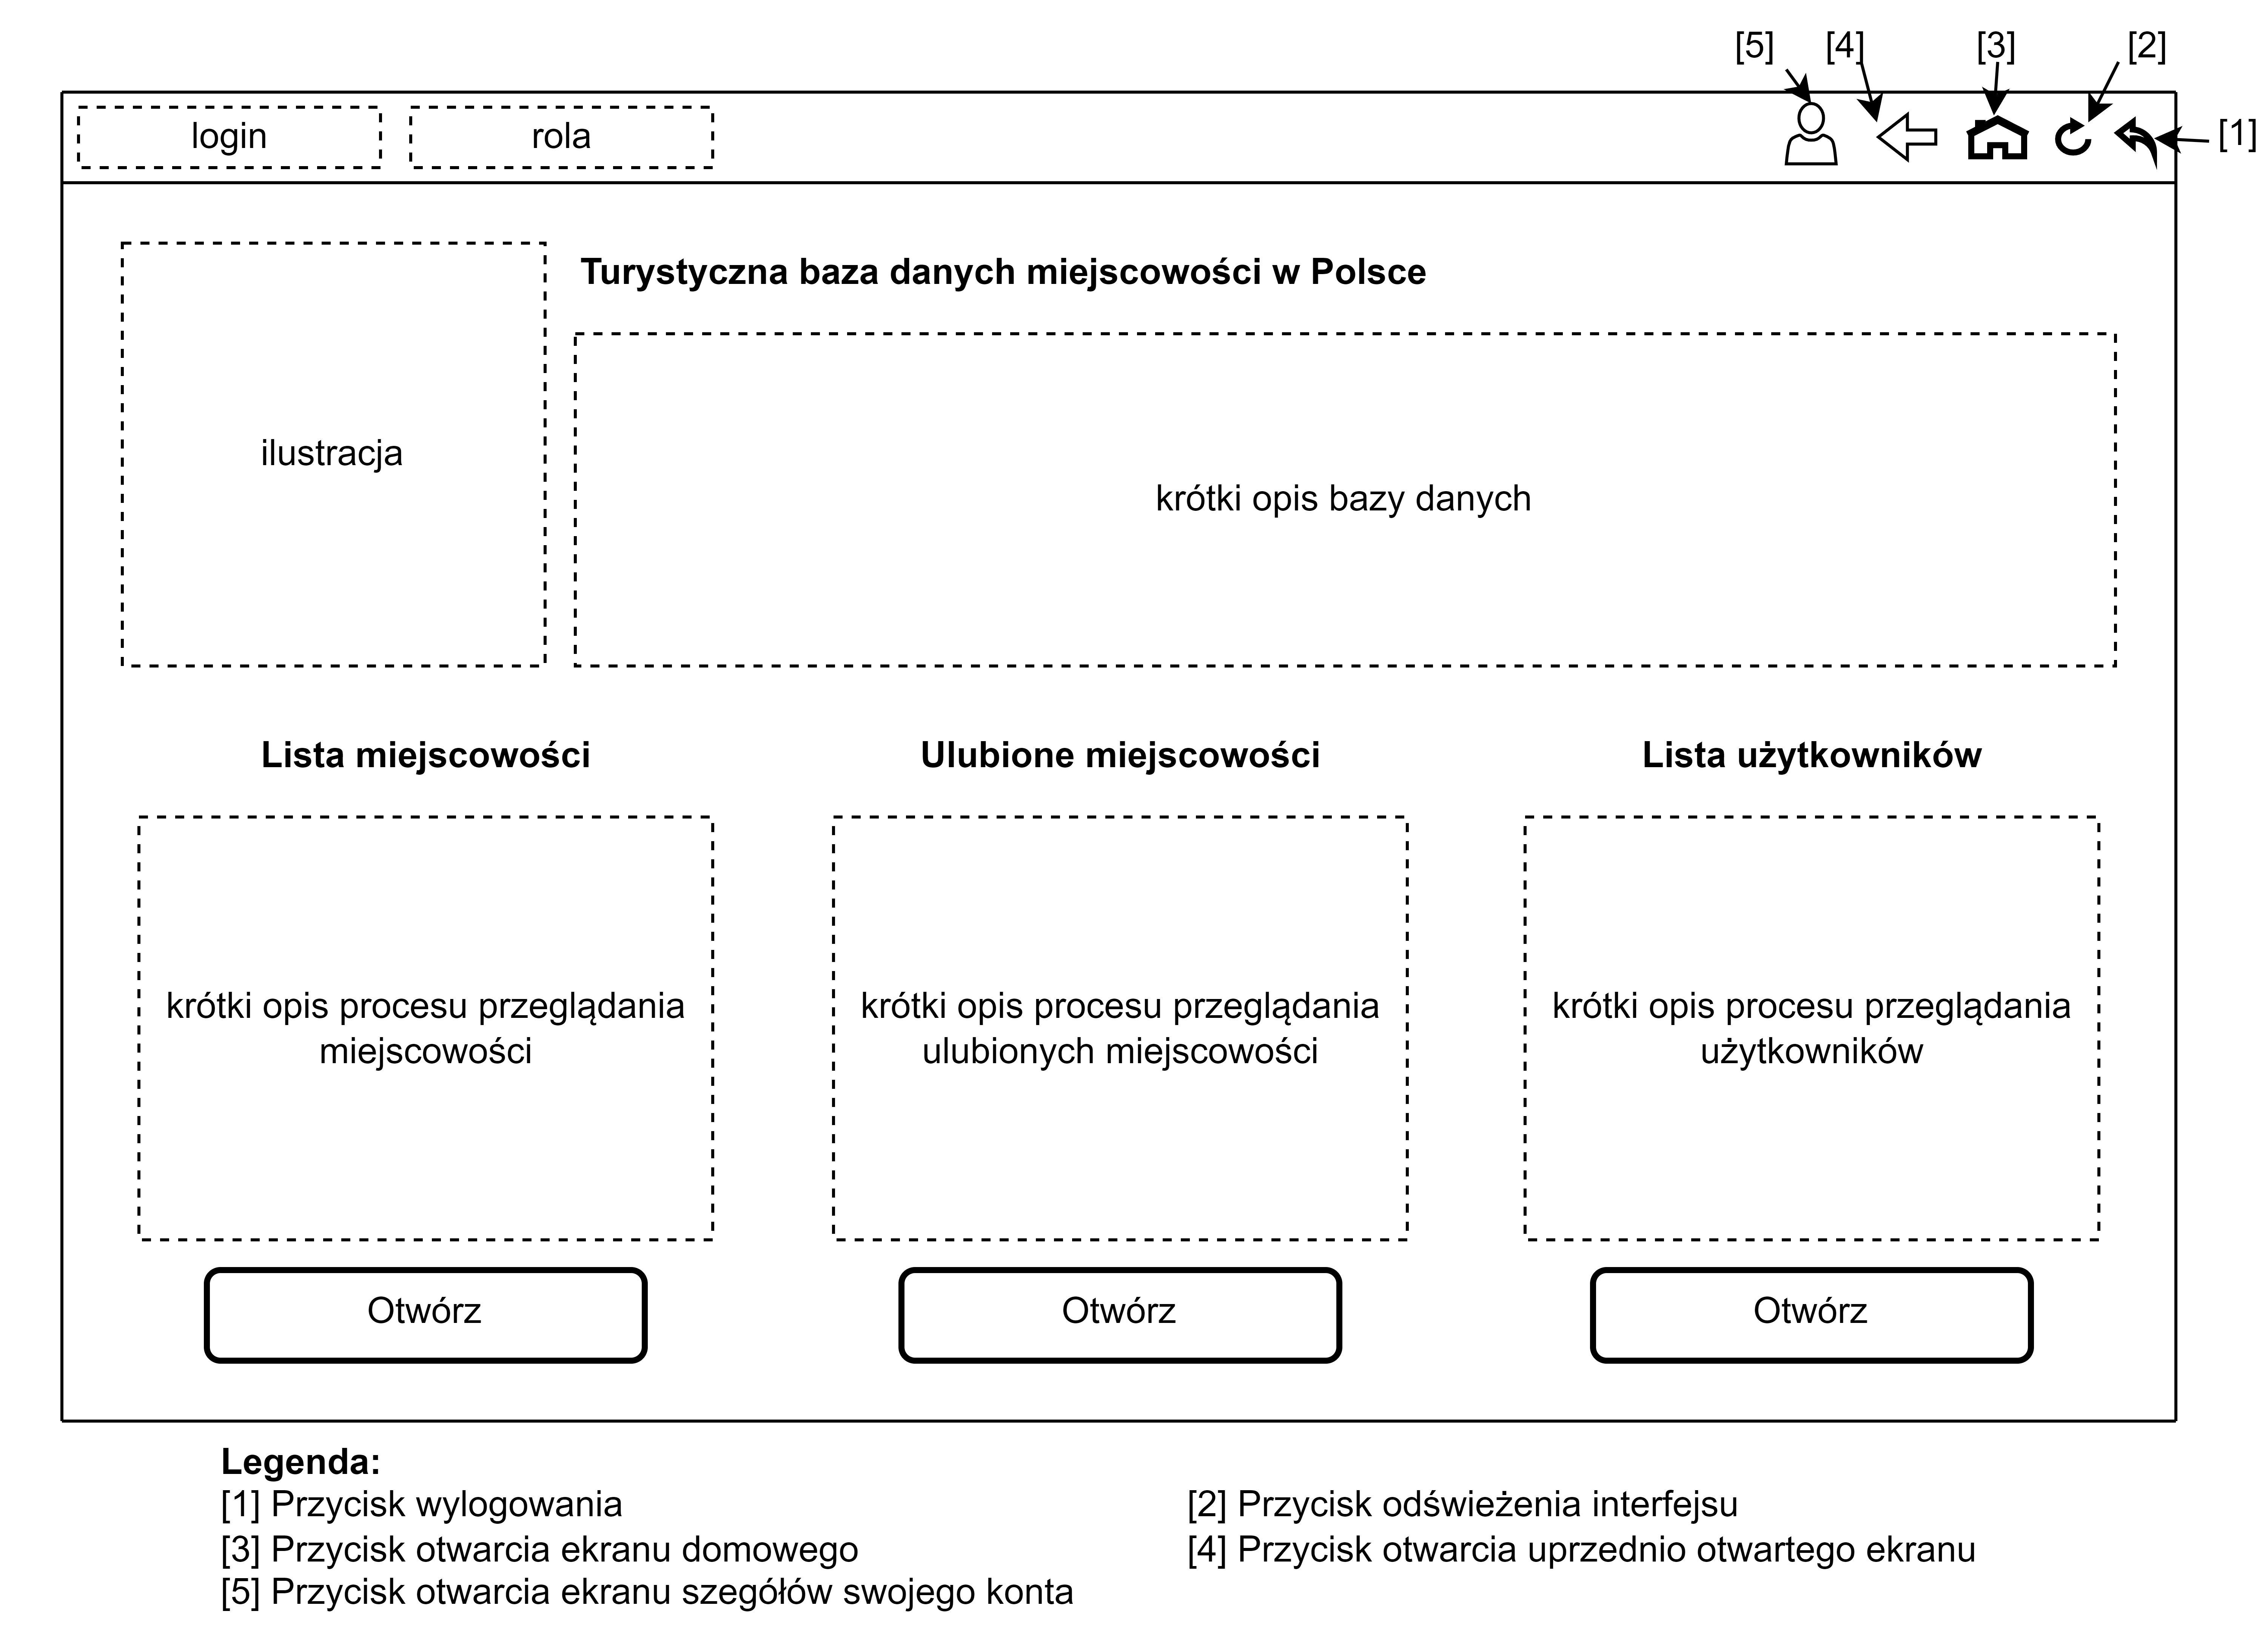 [5] [4] [3] [2]
login rola [1]
Turystyczna baza danych miejscowości w Polsce
ilustracja
krótki opis bazy danych
Lista miejscowości Ulubione miejscowości Lista użytkowników
krótki opis procesu przeglądania
miejscowości
krótki opis procesu przeglądania
ulubionych miejscowości
krótki opis procesu przeglądania
użytkowników
Otwórz Otwórz Otwórz
Legenda:
[1] Przycisk wylogowania [2] Przycisk odświeżenia interfejsu
[3] Przycisk otwarcia ekranu domowego [4] Przycisk otwarcia uprzednio otwartego ekranu
[5] Przycisk otwarcia ekranu szegółów swojego konta